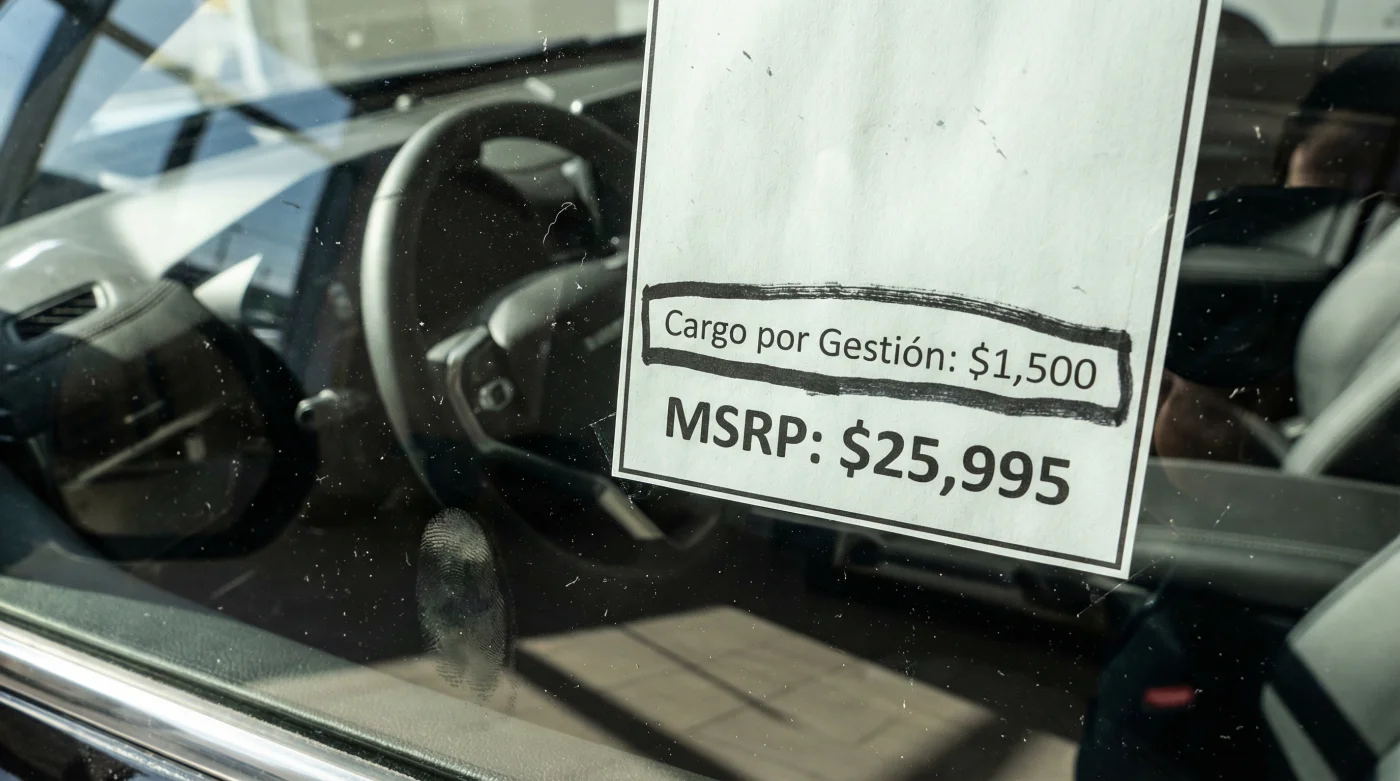 Cargo por Gestión: $1,500
MSRP: $25,995